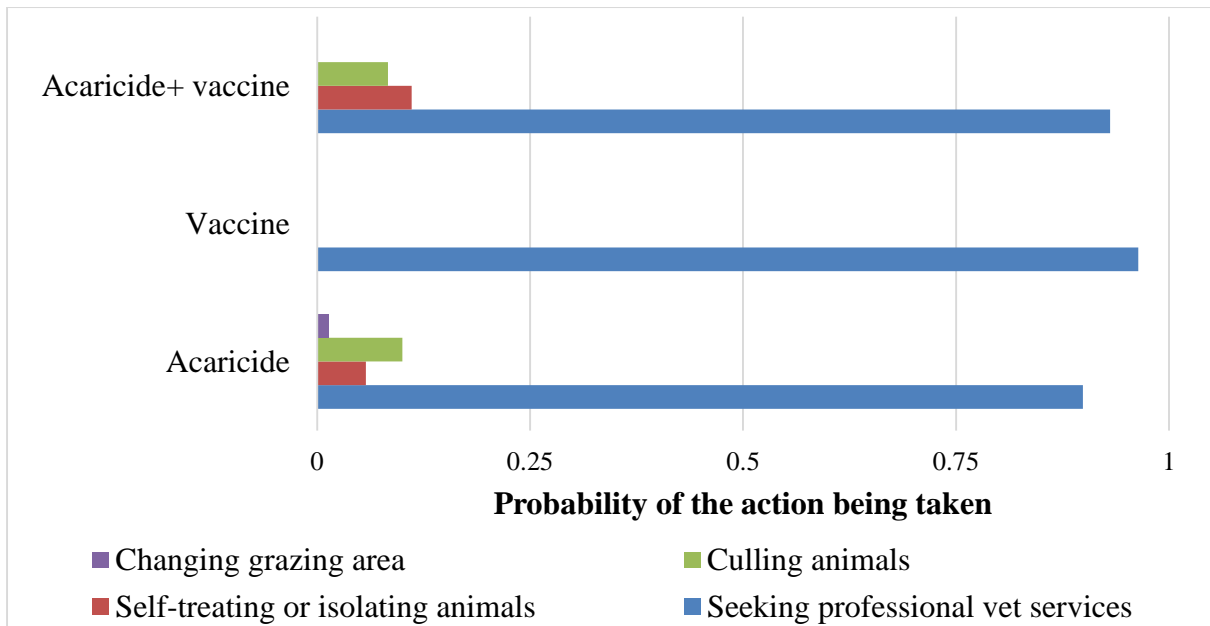 Acaricide+ vaccine
Vaccine
Acaricide
0 0.25 0.5 0.75 1
Probability of the action being taken
Changing grazing area Culling animals
Self-treating or isolating animals Seeking professional vet services